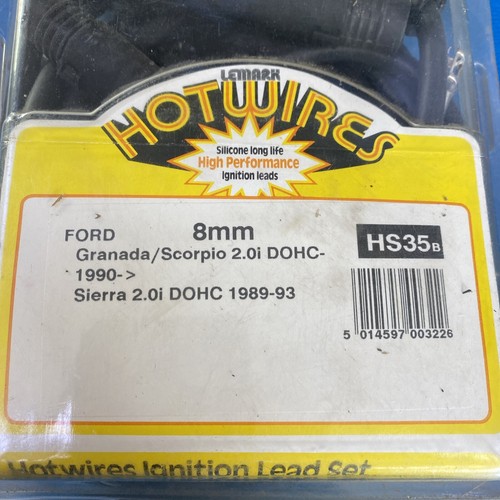 LEMARK
HOTWIRES
Silicone long life
High Performance
Ignition leads
FORD 8mm HS35B
Granada/Scorpio 2.0i DOHC-
1990->
Sierra 2.0i DOHC 1989-93
5 014597 003226
Hotwires Ignition Lead Set